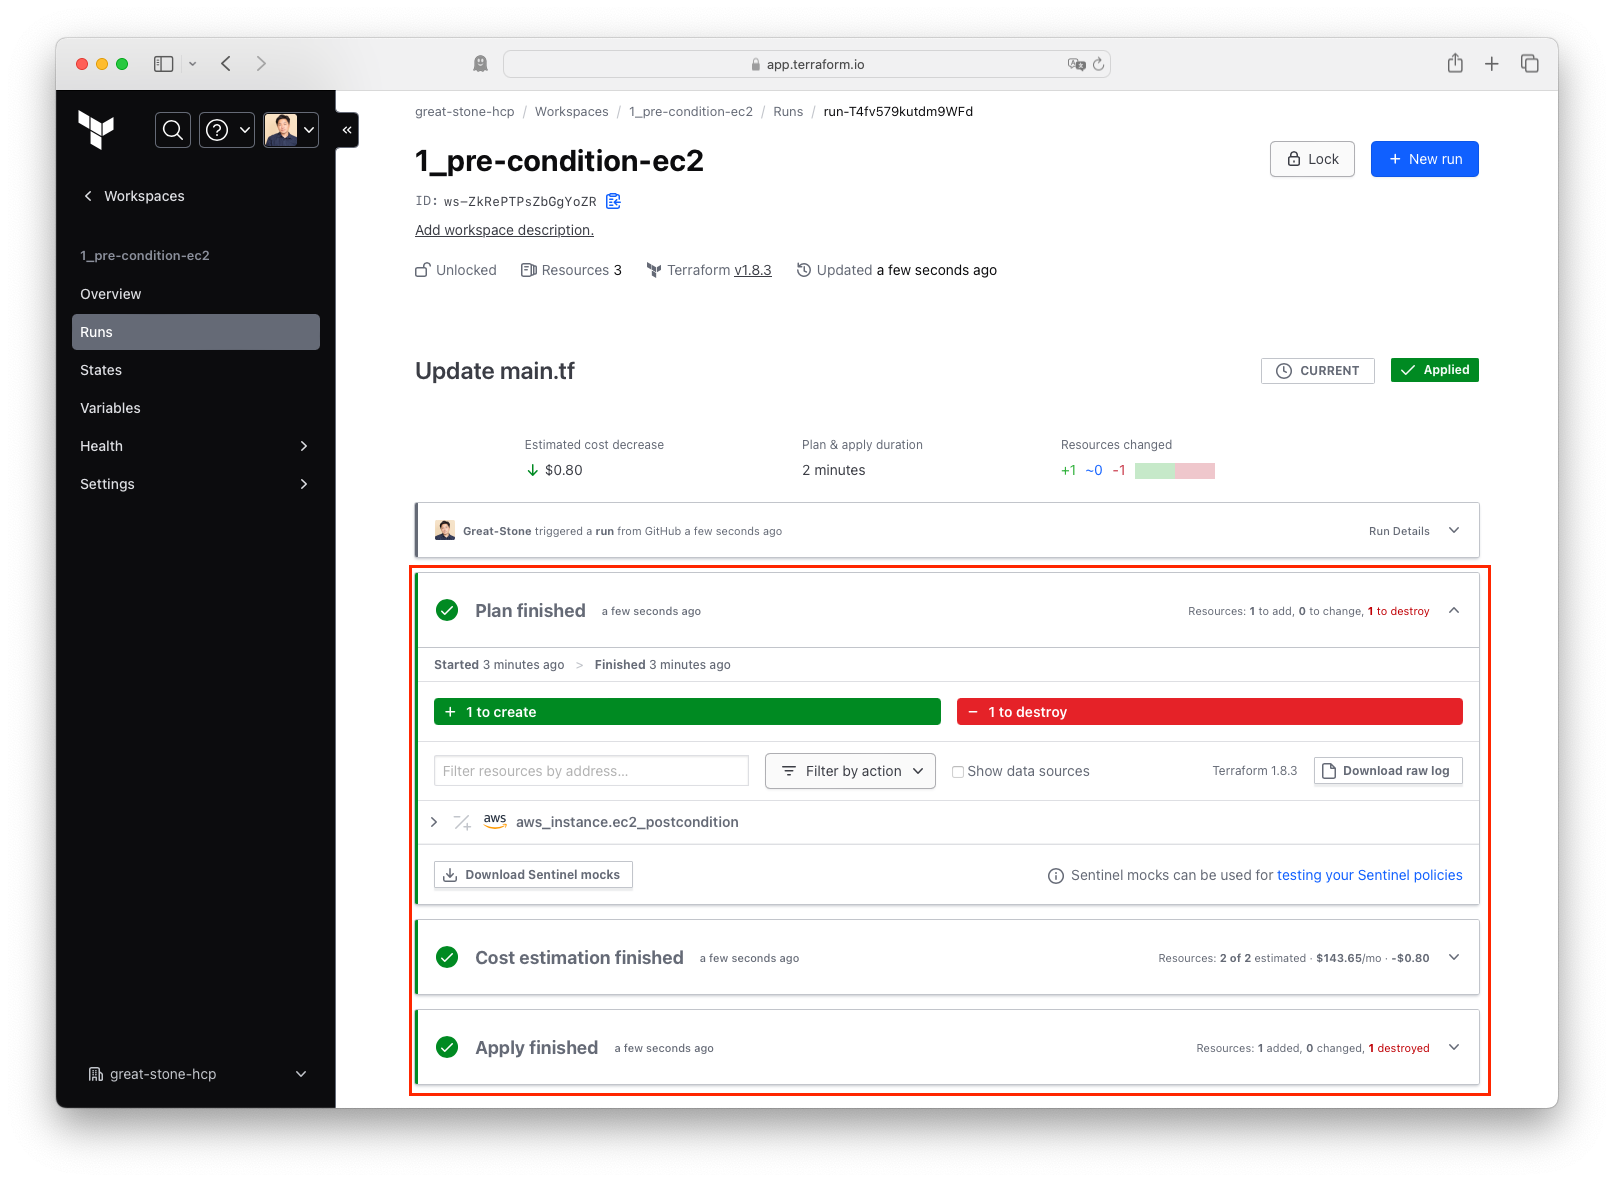 app.terraform.io
great-stone-hcp / Workspaces / 1_pre-condition-ec2 / Runs / run-T4fv579kutdm9WFd
1_pre-condition-ec2
Lock
+ New run
ID: ws-ZkRePTPsZbGgYoZR
Add workspace description.
Unlocked Resources 3 Terraform v1.8.3 Updated a few seconds ago
Workspaces
1_pre-condition-ec2
Overview
Runs
States
Variables
Health
Settings
great-stone-hcp
Update main.tf
CURRENT
Applied
Estimated cost decrease
$0.80
Plan & apply duration
2 minutes
Resources changed
+1 ~0 -1
Great-Stone triggered a run from GitHub a few seconds ago
Run Details
Plan finished a few seconds ago
Resources: 1 to add, 0 to change, 1 to destroy
Started 3 minutes ago > Finished 3 minutes ago
+ 1 to create
− 1 to destroy
Filter resources by address...
Filter by action
Show data sources
Terraform 1.8.3
Download raw log
aws aws_instance.ec2_postcondition
Download Sentinel mocks
Sentinel mocks can be used for testing your Sentinel policies
Cost estimation finished a few seconds ago
Resources: 2 of 2 estimated · $143.65/mo · -$0.80
Apply finished a few seconds ago
Resources: 1 added, 0 changed, 1 destroyed